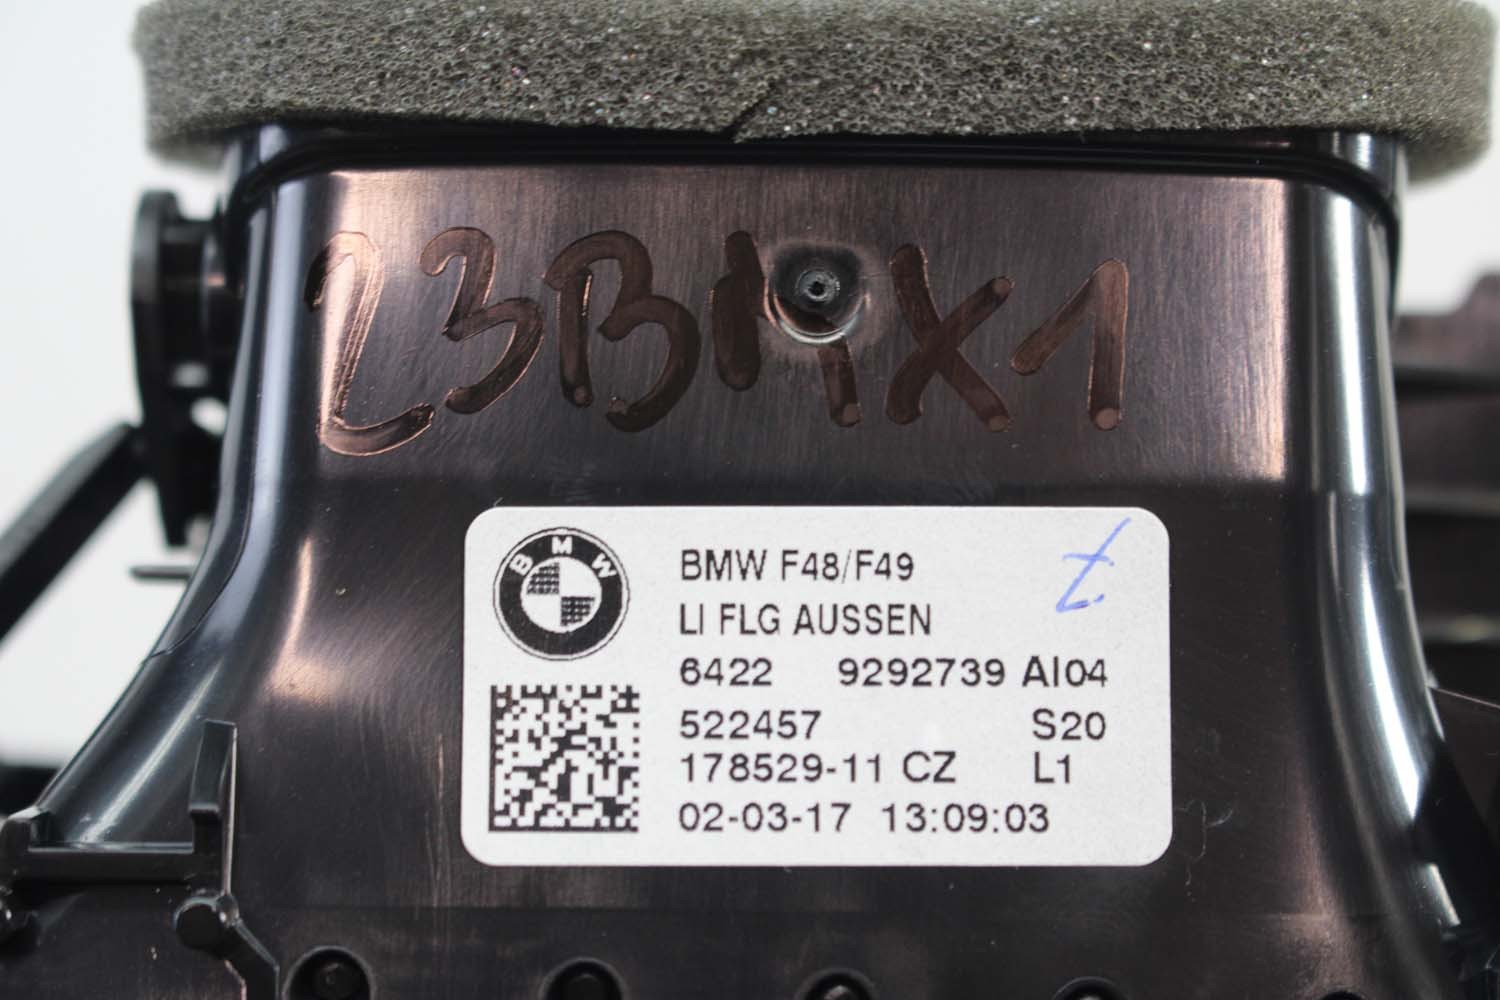 23BMX1
BMW
BMW F48/F49
LI FLG AUSSEN
6422 9292739 AI04
522457 S20
178529-11 CZ L1
02-03-17 13:09:03